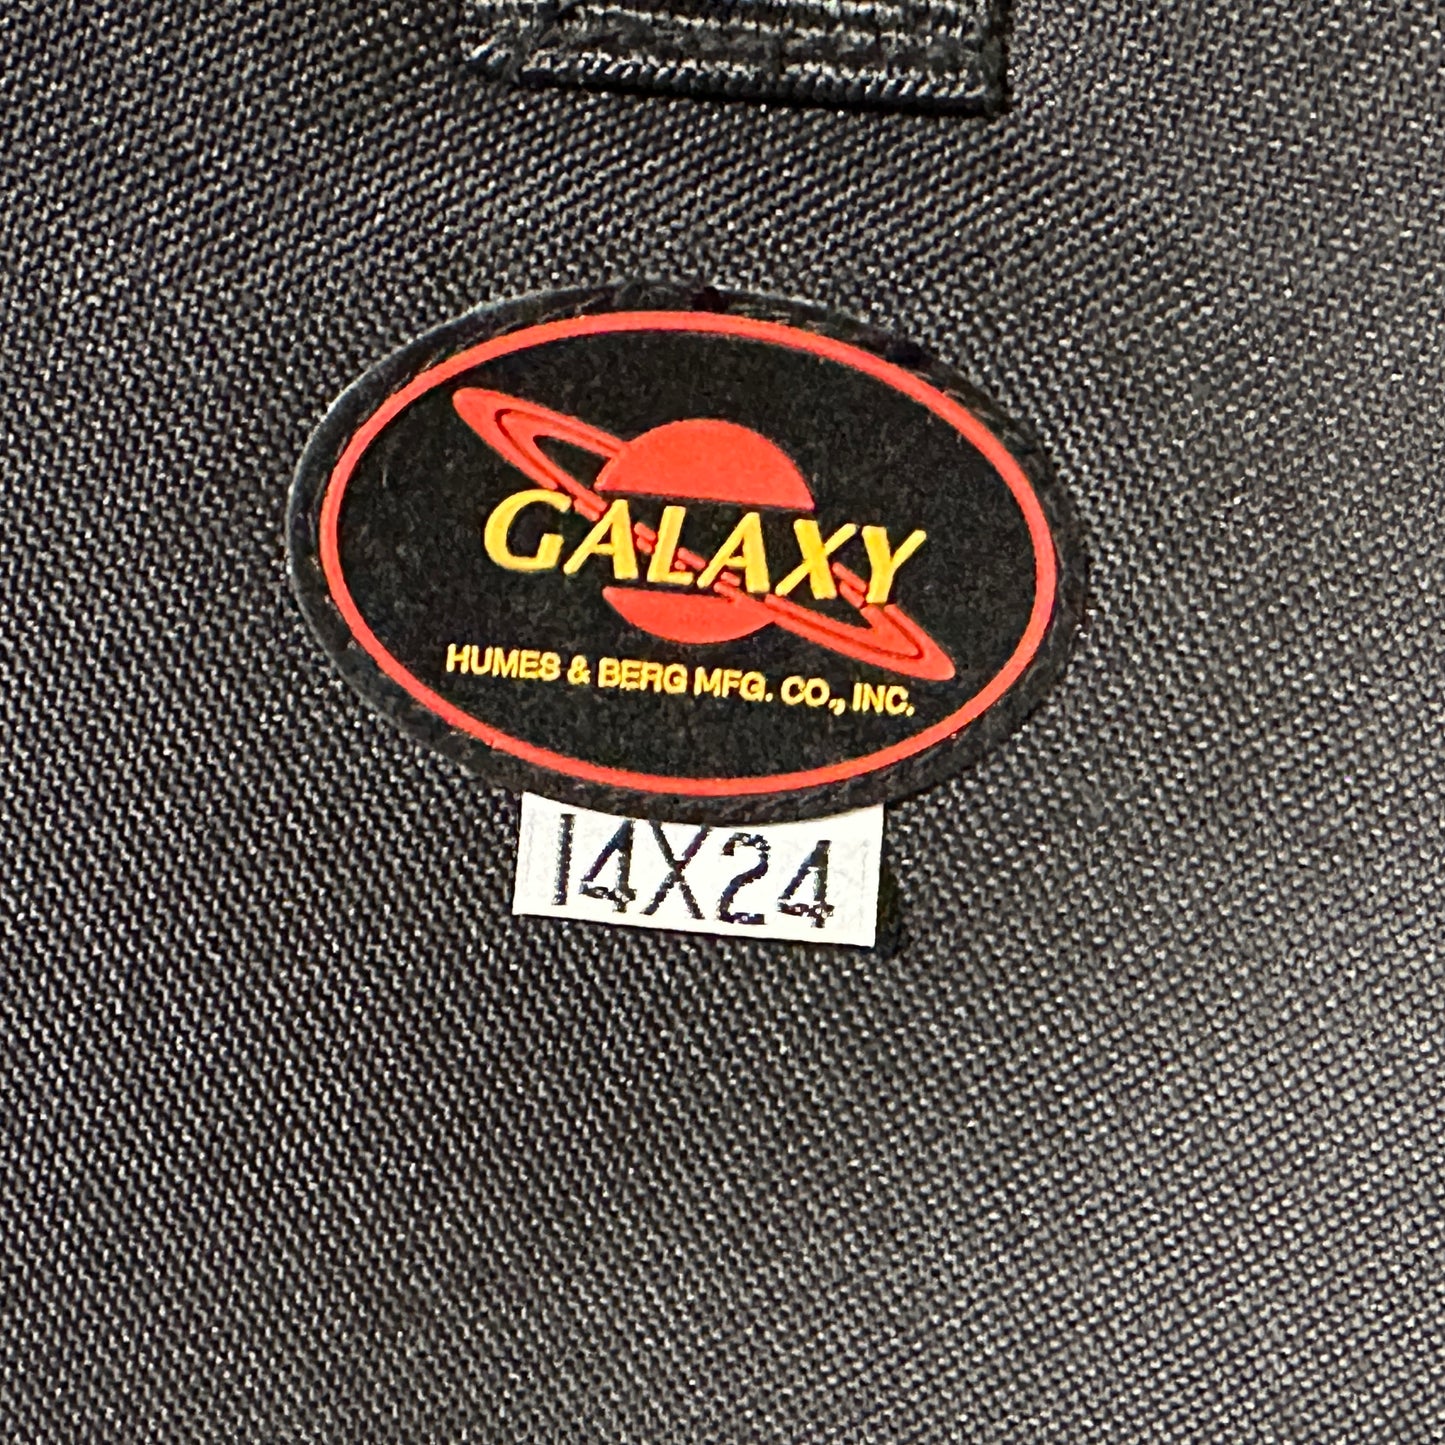 GALAXY
HUMES & BERG MFG. CO., INC.
14X24